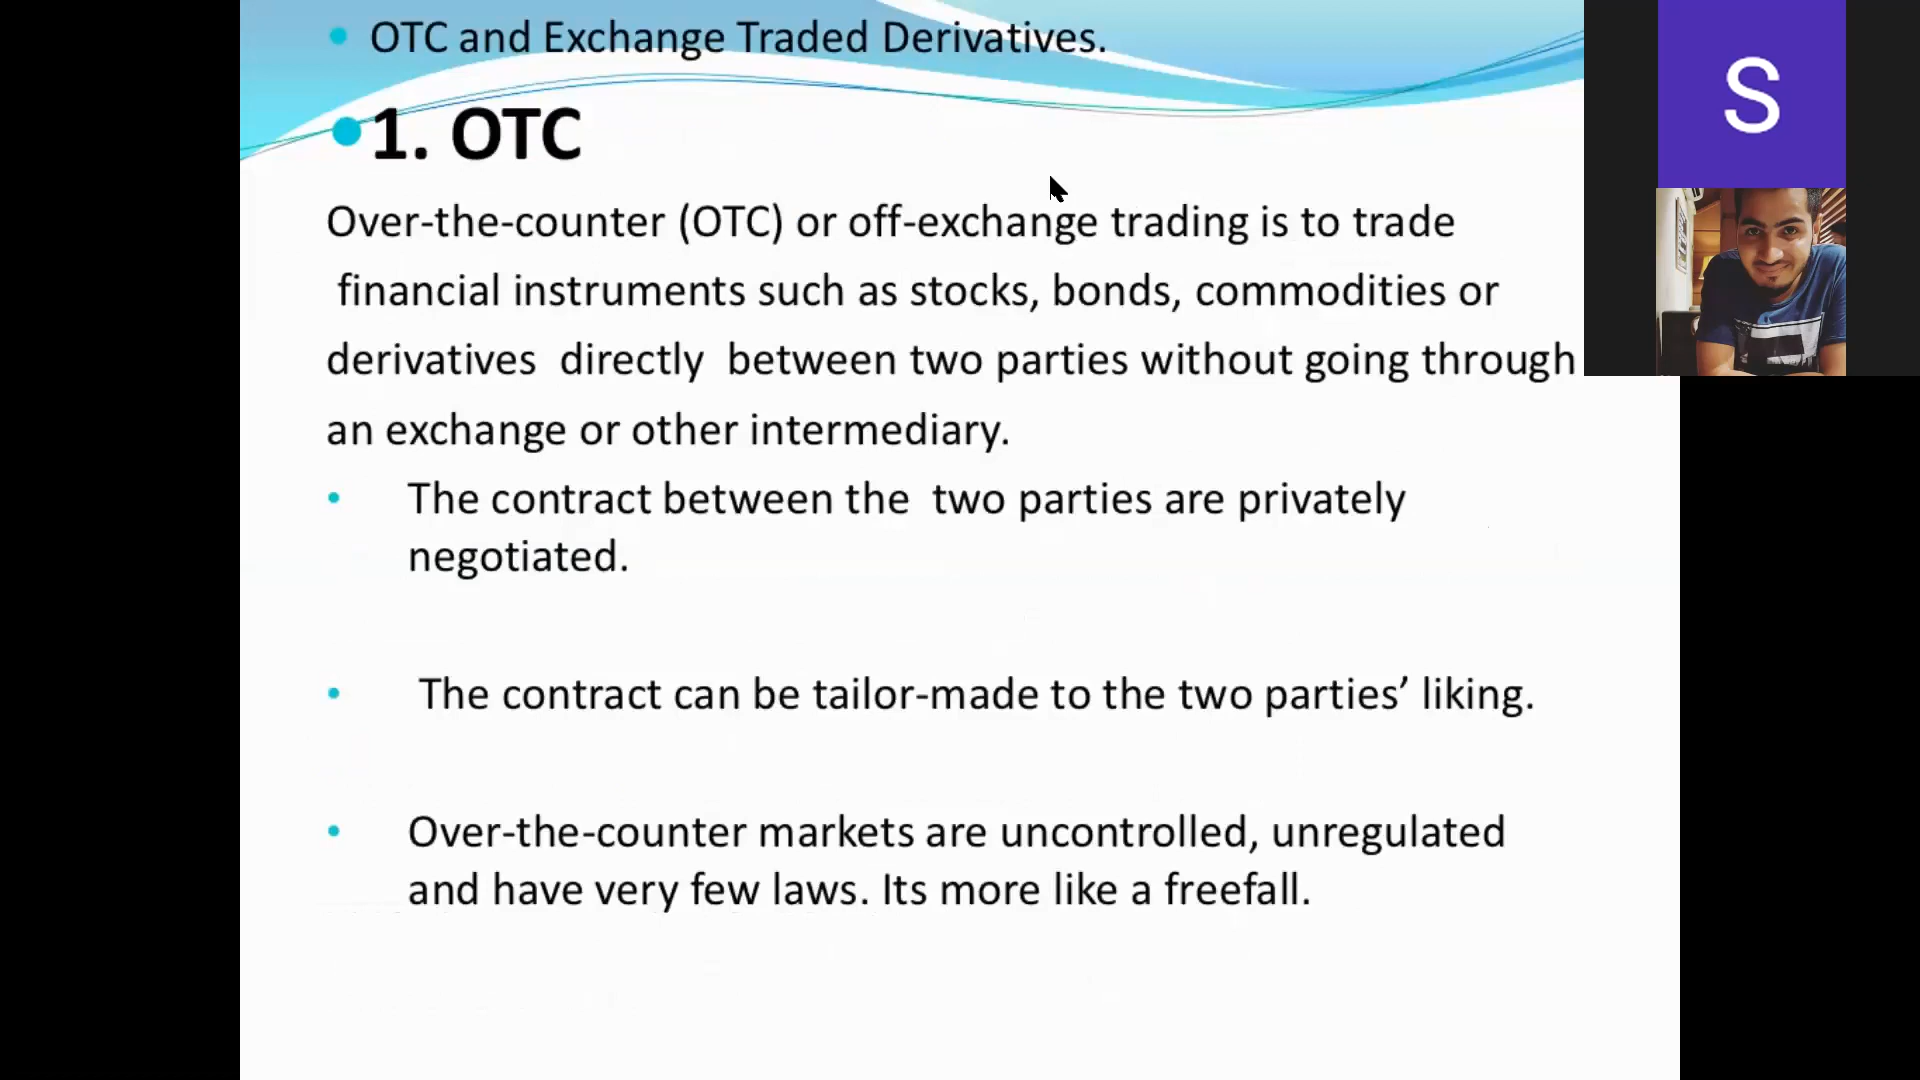 OTC and Exchange Traded Derivatives.
1. OTC
Over-the-counter (OTC) or off-exchange trading is to trade
financial instruments such as stocks, bonds, commodities or
derivatives directly between two parties without going through
an exchange or other intermediary.
The contract between the two parties are privately
negotiated.
The contract can be tailor-made to the two parties’ liking.
Over-the-counter markets are uncontrolled, unregulated
and have very few laws. Its more like a freefall.
S